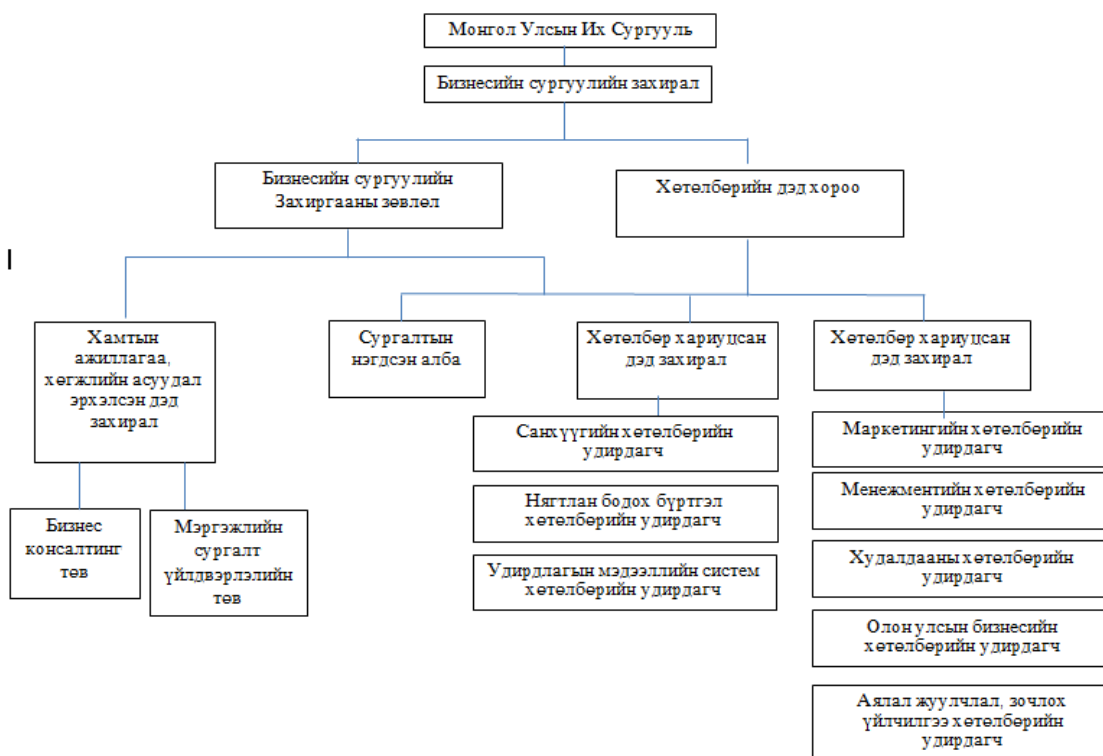 Монгол Улсын Их Сургууль
Бизнесийн сургуулийн захирал
Бизнесийн сургуулийн
Захиргааны зөвлөл
Хөтөлбөрийн дэд хороо
Хамтын
ажиллагаа,
хөгжлийн асуудал
эрхэлсэн дэд
захирал
Сургалтын
нэгдсэн алба
Хөтөлбөр хариуцсан
дэд захирал
Хөтөлбөр хариуцсан
дэд захирал
Бизнес
консалтинг
төв
Мэргэжлийн
сургалт
үйлдвэрлэлийн
төв
Санхүүгийн хөтөлбөрийн
удирдагч
Нягтлан бодох бүртгэл
хөтөлбөрийн удирдагч
Удирдлагын мэдээллийн систем
хөтөлбөрийн удирдагч
Маркетингийн хөтөлбөрийн
удирдагч
Менежментийн хөтөлбөрийн
удирдагч
Худалдааны хөтөлбөрийн
удирдагч
Олон улсын бизнесийн
хөтөлбөрийн удирдагч
Аялал жуулчлал, зочлох
үйлчилгээ хөтөлбөрийн
удирдагч